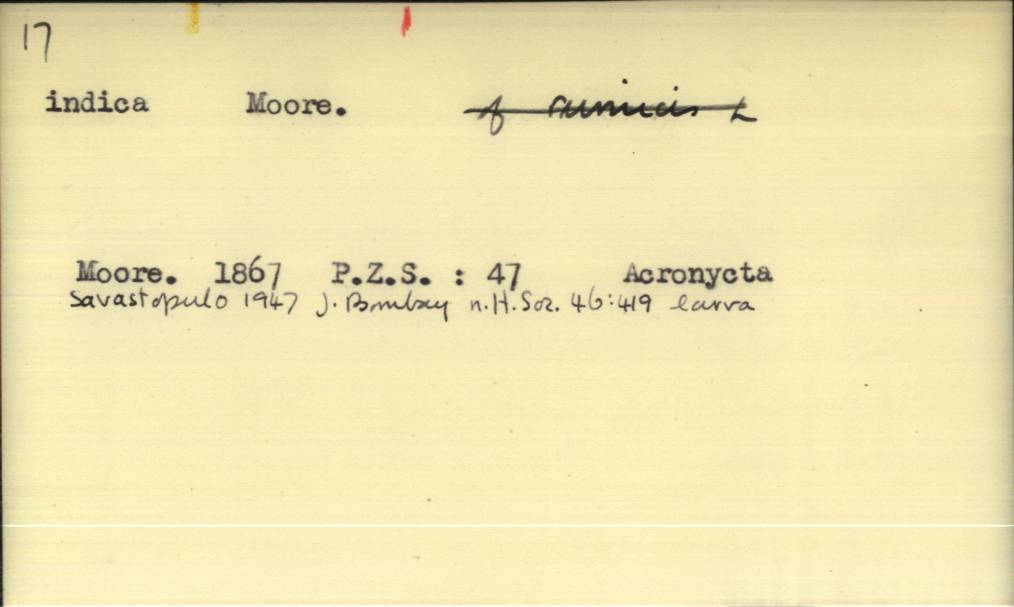 17
indica Moore. f rumicis L
Moore. 1867 P.Z.S. : 47 Acronycta
Savastopulo 1947 J. Bombay n.H.Soc. 46:419 larva